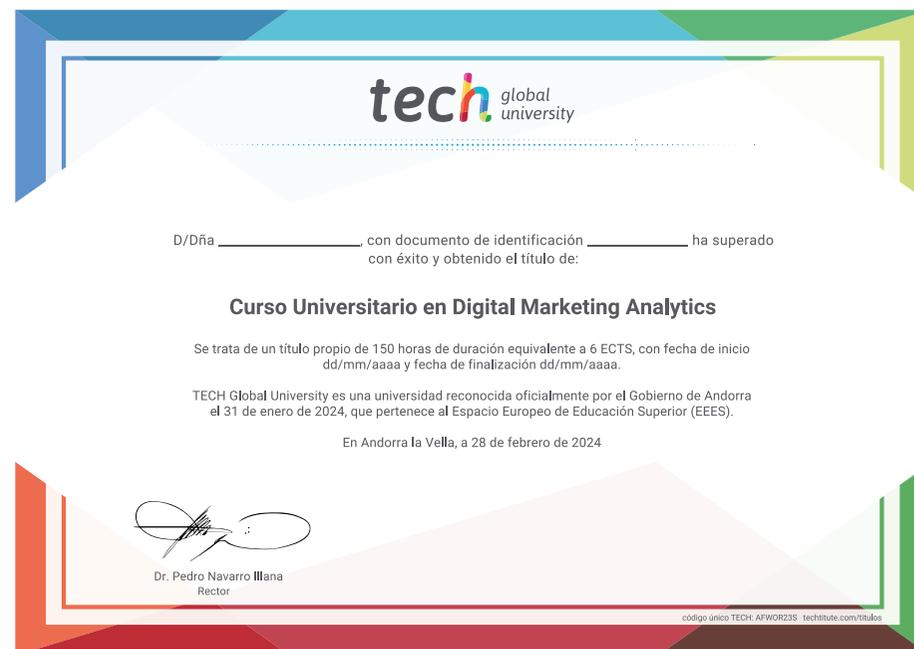 tech global
university
D/Dña ____________________, con documento de identificación ______________ ha superado
con éxito y obtenido el título de:
Curso Universitario en Digital Marketing Analytics
Se trata de un título propio de 150 horas de duración equivalente a 6 ECTS, con fecha de inicio
dd/mm/aaaa y fecha de finalización dd/mm/aaaa.
TECH Global University es una universidad reconocida oficialmente por el Gobierno de Andorra
el 31 de enero de 2024, que pertenece al Espacio Europeo de Educación Superior (EEES).
En Andorra la Vella, a 28 de febrero de 2024
Dr. Pedro Navarro Illana
Rector
código único TECH: AFWOR23S techtitute.com/titulos